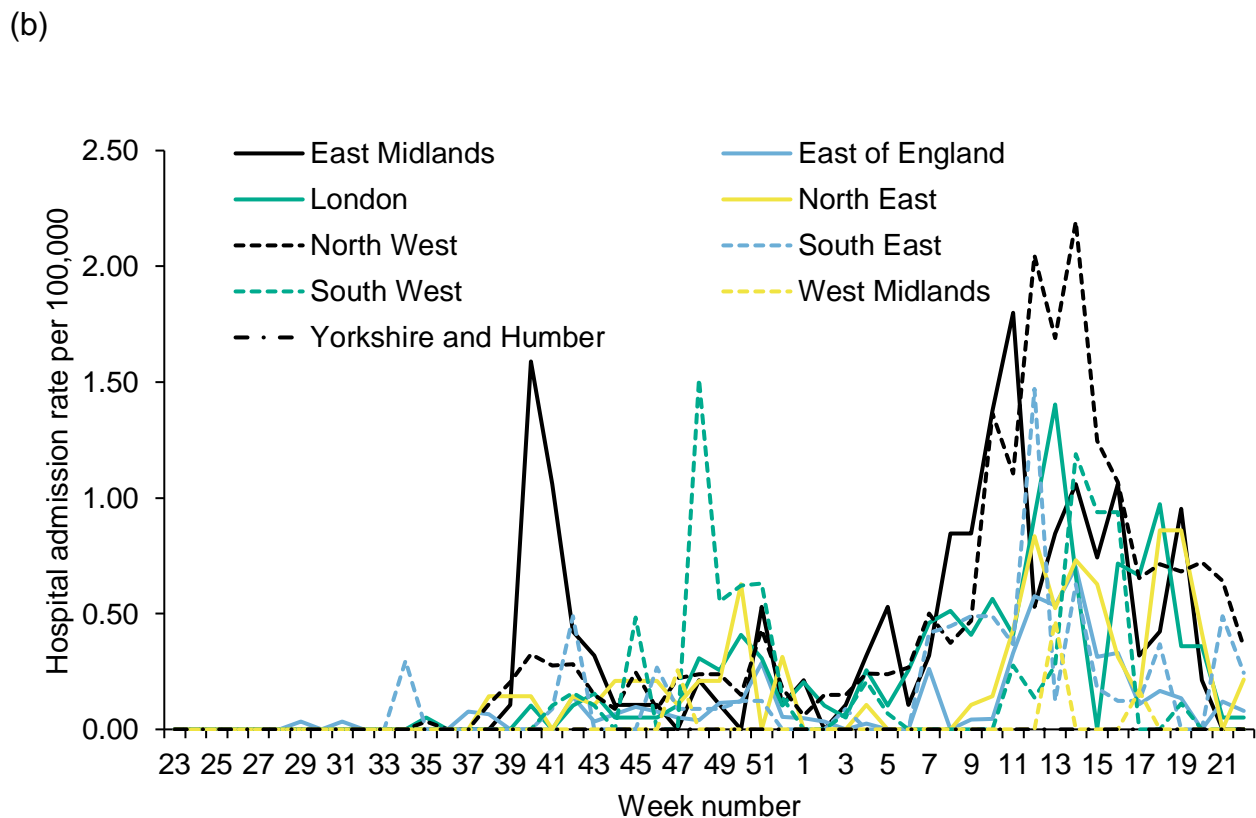 (b)
Hospital admission rate per 100,000
2.50
2.00
1.50
1.00
0.50
0.00
East Midlands
East of England
London
North East
North West
South East
South West
West Midlands
Yorkshire and Humber
23 25 27 29 31 33 35 37 39 41 43 45 47 49 51 1 3 5 7 9 11 13 15 17 19 21
Week number